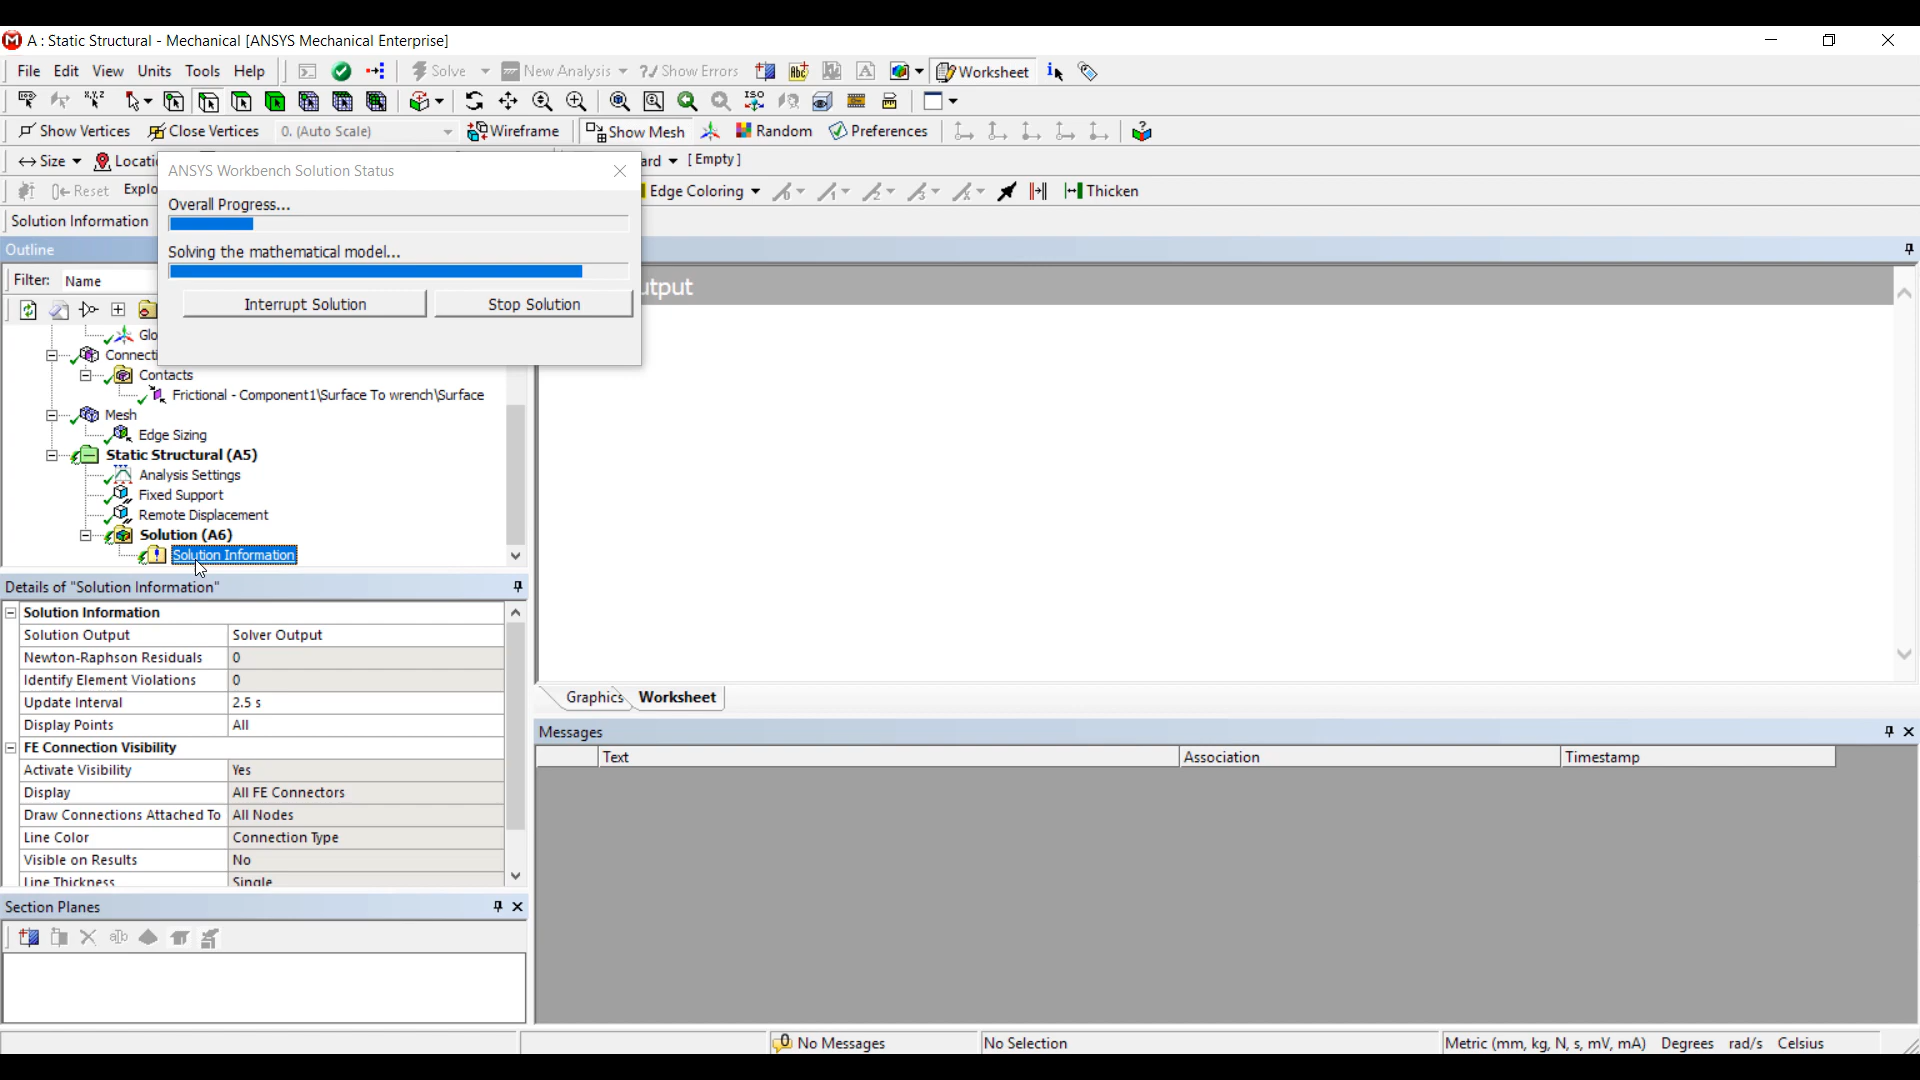 A : Static Structural - Mechanical [ANSYS Mechanical Enterprise]
File Edit View Units Tools Help Solve New Analysis ?/ Show Errors Worksheet
Show Vertices Close Vertices 0. (Auto Scale) Wireframe Show Mesh Random Preferences
Size Locati ard [Empty]
Reset Explo Edge Coloring Thicken
Solution Information
ANSYS Workbench Solution Status
Overall Progress...
Solving the mathematical model...
Interrupt Solution Stop Solution
Outline
Filter: Name
utput
Glo
Connecti
Contacts
Frictional - Component1\Surface To wrench\Surface
Mesh
Edge Sizing
Static Structural (A5)
Analysis Settings
Fixed Support
Remote Displacement
Solution (A6)
Solution Information
Details of "Solution Information"
Solution Information
Solution Output Solver Output
Newton-Raphson Residuals 0
Identify Element Violations 0
Update Interval 2.5 s
Display Points All
FE Connection Visibility
Activate Visibility Yes
Display All FE Connectors
Draw Connections Attached To All Nodes
Line Color Connection Type
Visible on Results No
Line Thickness Single
Graphics Worksheet
Messages
Text Association Timestamp
Section Planes
0 No Messages No Selection Metric (mm, kg, N, s, mV, mA) Degrees rad/s Celsius